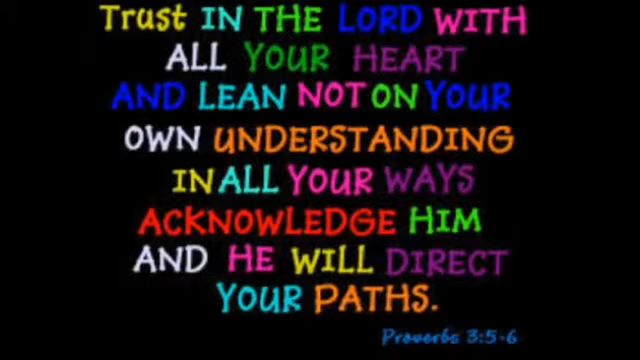 Trust IN THE LORD WITH
ALL YOUR HEART
AND LEAN NOT ON YOUR
OWN UNDERSTANDING
IN ALL YOUR WAYS
ACKNOWLEDGE HIM
AND HE WILL DIRECT
YOUR PATHS.
Proverbs 3:5-6